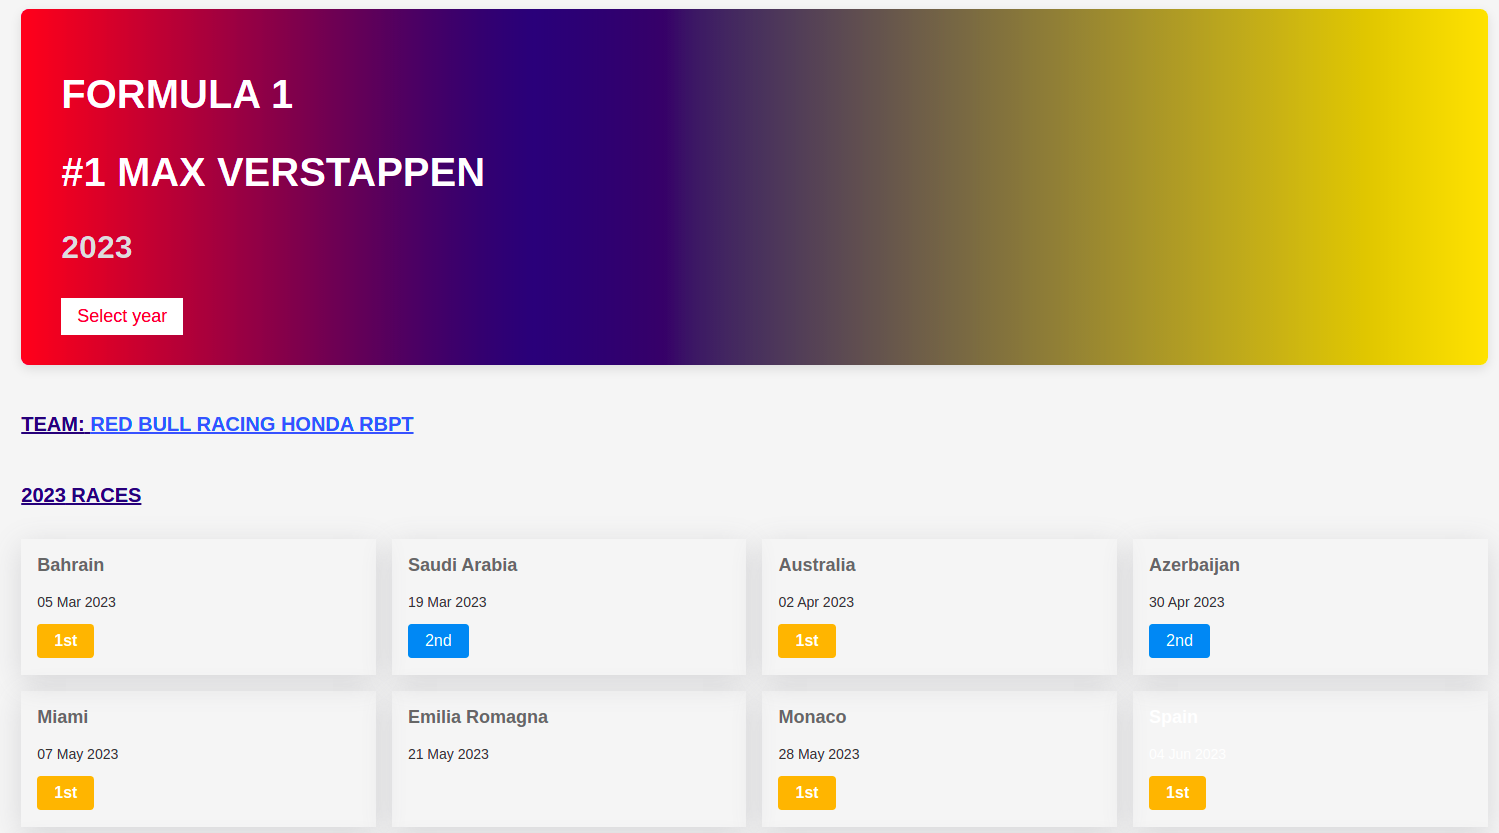 FORMULA 1
#1 MAX VERSTAPPEN
2023
Select year
TEAM: RED BULL RACING HONDA RBPT
2023 RACES
Bahrain
05 Mar 2023
1st
Saudi Arabia
19 Mar 2023
2nd
Australia
02 Apr 2023
1st
Azerbaijan
30 Apr 2023
2nd
Miami
07 May 2023
1st
Emilia Romagna
21 May 2023
Monaco
28 May 2023
1st
Spain
04 Jun 2023
1st